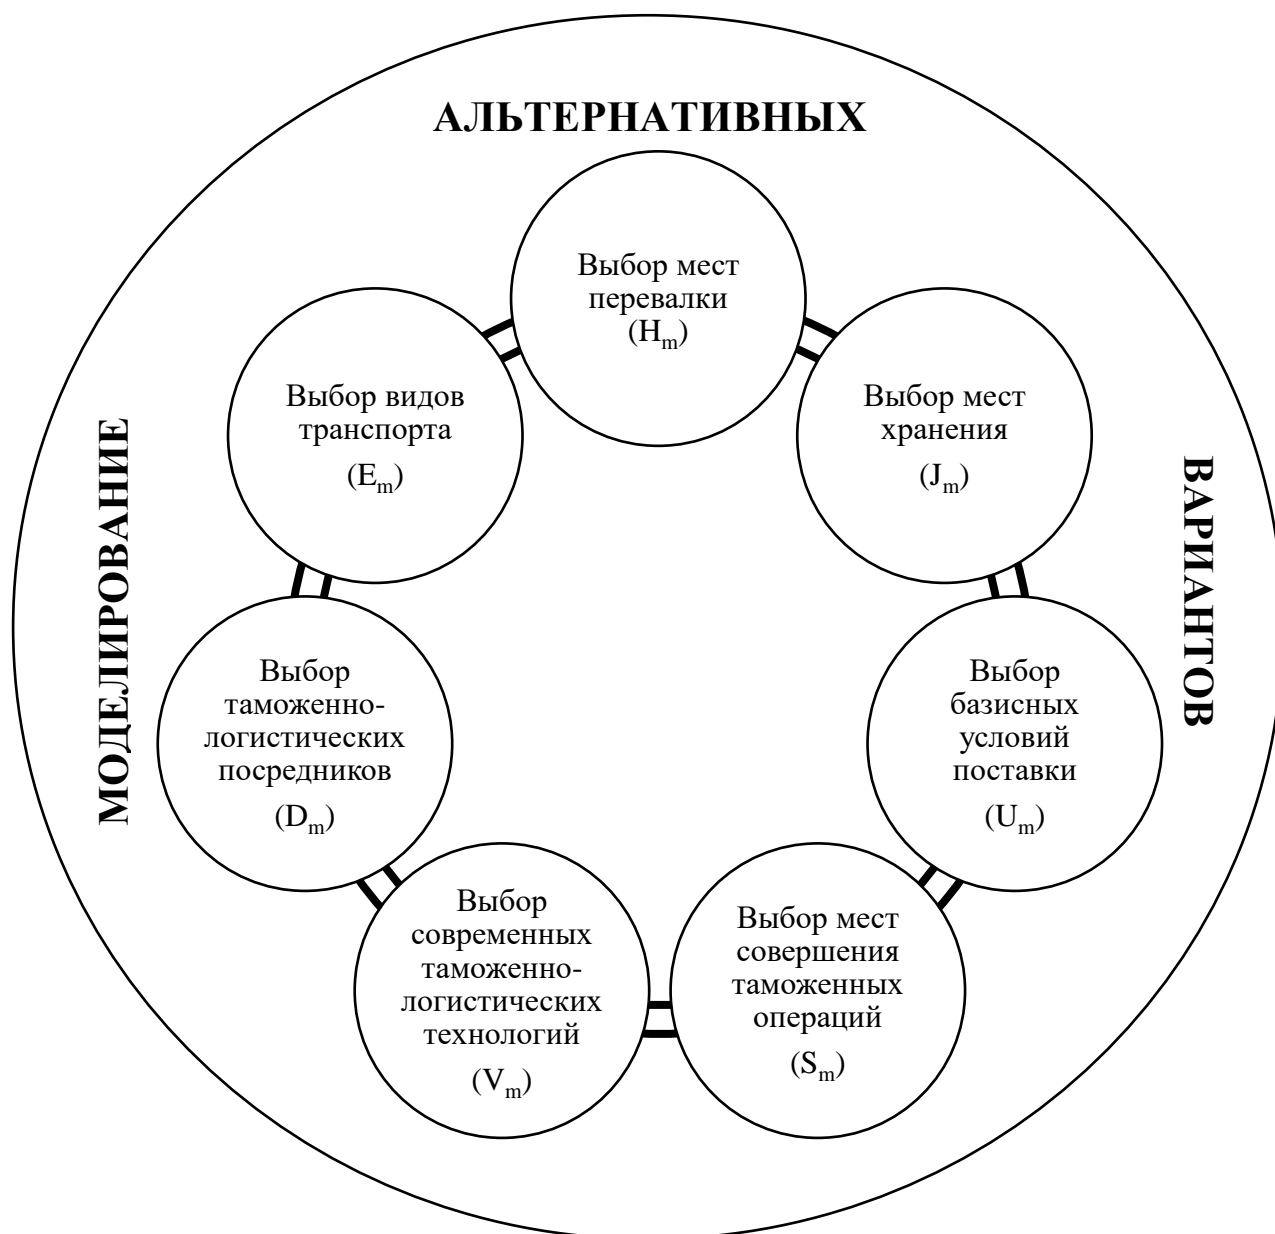 АЛЬТЕРНАТИВНЫХ
Выбор мест
перевалки
(Hm)
Выбор видов
транспорта
(Em)
Выбор мест
хранения
(Jm)
МОДЕЛИРОВАНИЕ
ВАРИАНТОВ
Выбор
таможенно-
логистических
посредников
(Dm)
Выбор
базисных
условий
поставки
(Um)
Выбор
современных
таможенно-
логистических
технологий
(Vm)
Выбор мест
совершения
таможенных
операций
(Sm)